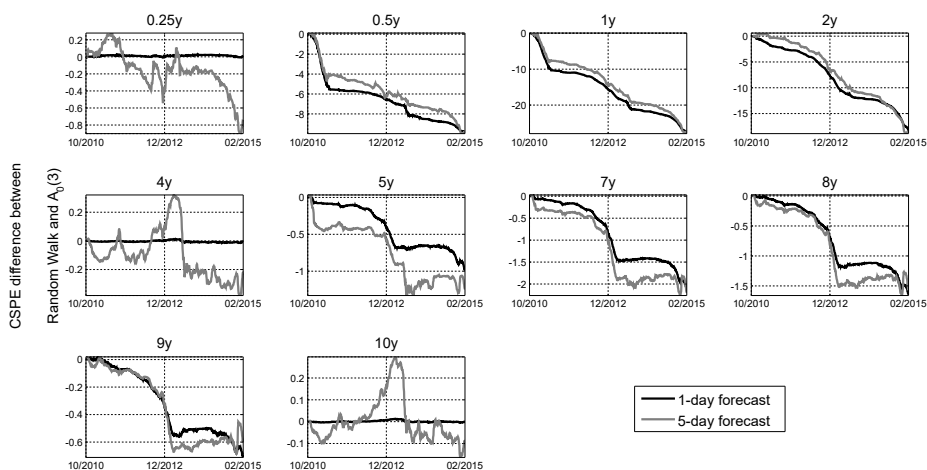 0.25y
0.2
0
-0.2
-0.4
-0.6
-0.8
10/2010 12/2012 02/2015
0.5y
0
-2
-4
-6
-8
10/2010 12/2012 02/2015
1y
0
-10
-20
10/2010 12/2012 02/2015
2y
0
-5
-10
-15
10/2010 12/2012 02/2015
CSPE difference between
Random Walk and A0(3)
4y
0.2
0
-0.2
10/2010 12/2012 02/2015
5y
0
-0.5
-1
10/2010 12/2012 02/2015
7y
0
-0.5
-1
-1.5
-2
10/2010 12/2012 02/2015
8y
0
-0.5
-1
-1.5
10/2010 12/2012 02/2015
9y
0
-0.2
-0.4
-0.6
10/2010 12/2012 02/2015
10y
0.2
0.1
0
-0.1
10/2010 12/2012 02/2015
1-day forecast
5-day forecast